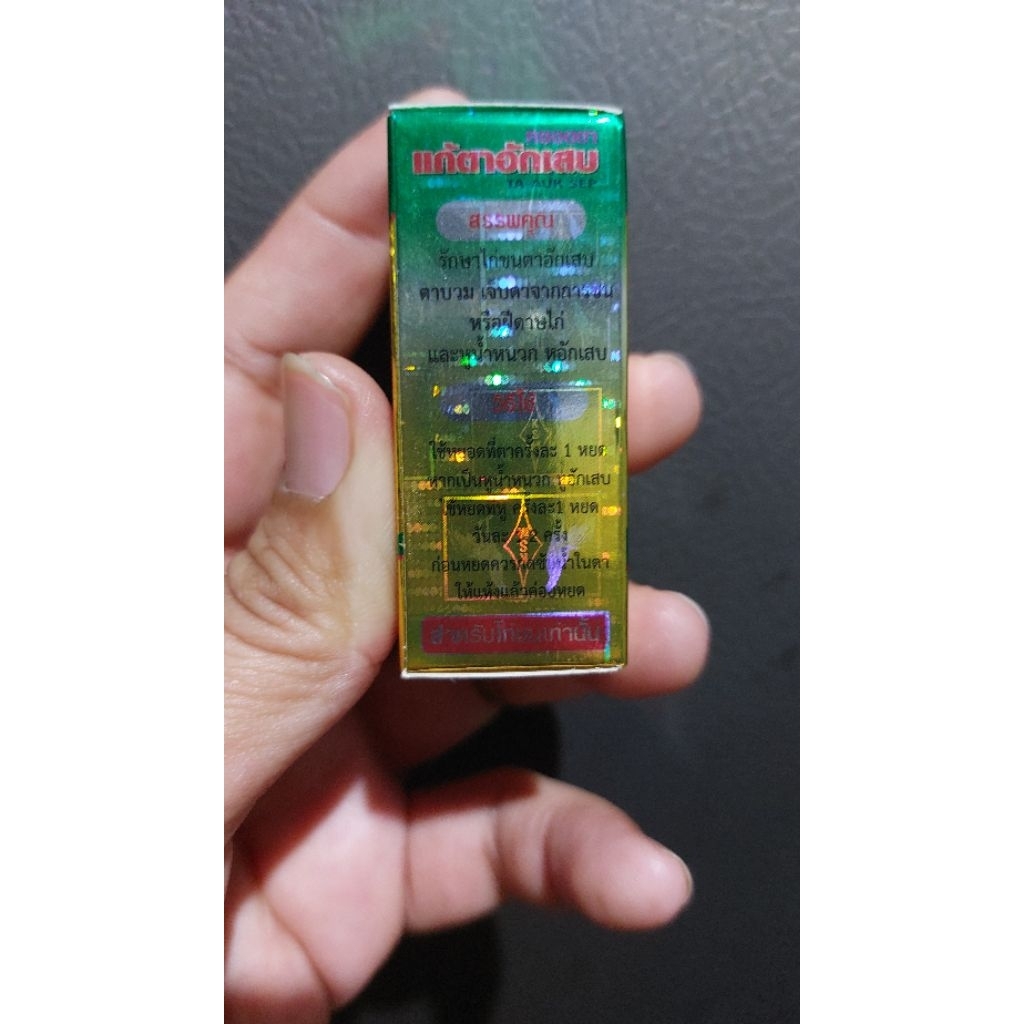 แก้ตาอักเสบ
TA AUK SEP
สรรพคุณ
รักษาไก่ชนตาอักเสบ
ตาบวม เจ็บตาจากการชน
หรือฝีดาษไก่
และหูน้ำหนวก หูอักเสบ
วิธีใช้
ใช้หยอดที่ตาครั้งละ 1 หยด
หากเป็นหูน้ำหนวก หูอักเสบ
ใช้หยดที่หู ครั้งละ1 หยด
วันละ 2 ครั้ง
ก่อนหยดควรซับน้ำในตา
ให้แห้งแล้วค่อยหยด
สำหรับไก่ชนเท่านั้น